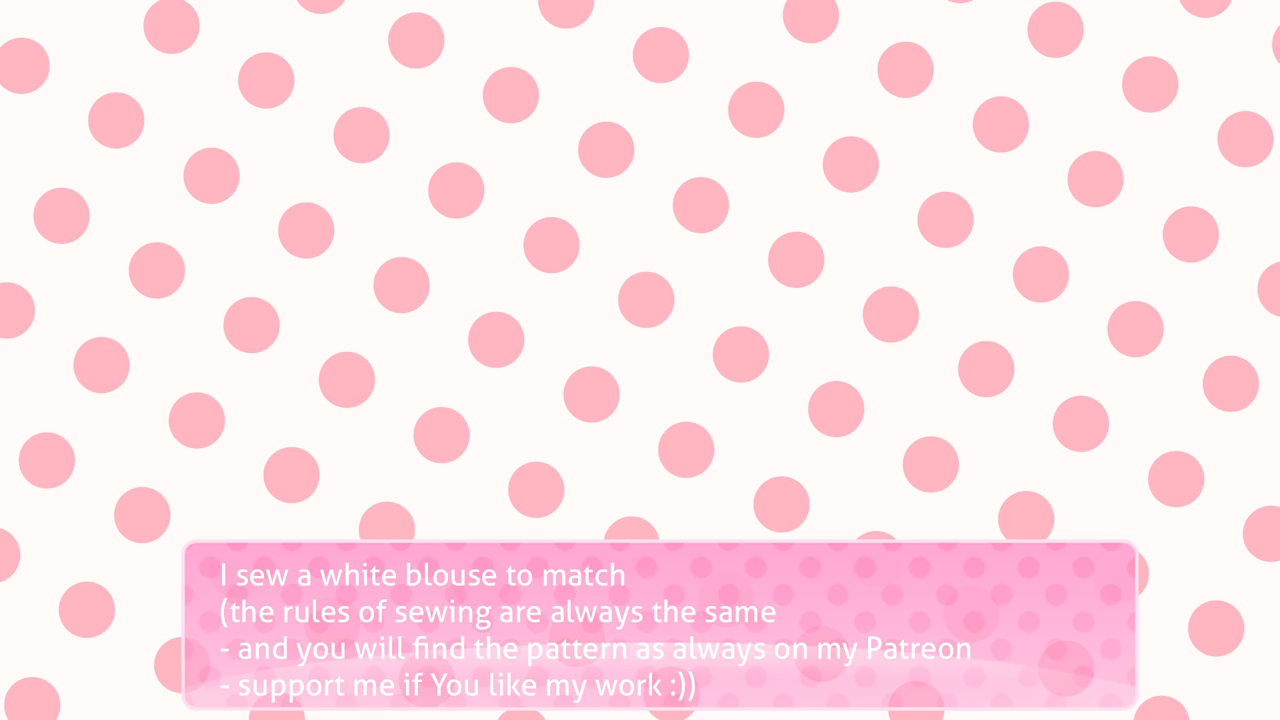 I sew a white blouse to match
(the rules of sewing are always the same
- and you will find the pattern as always on my Patreon
- support me if You like my work :))